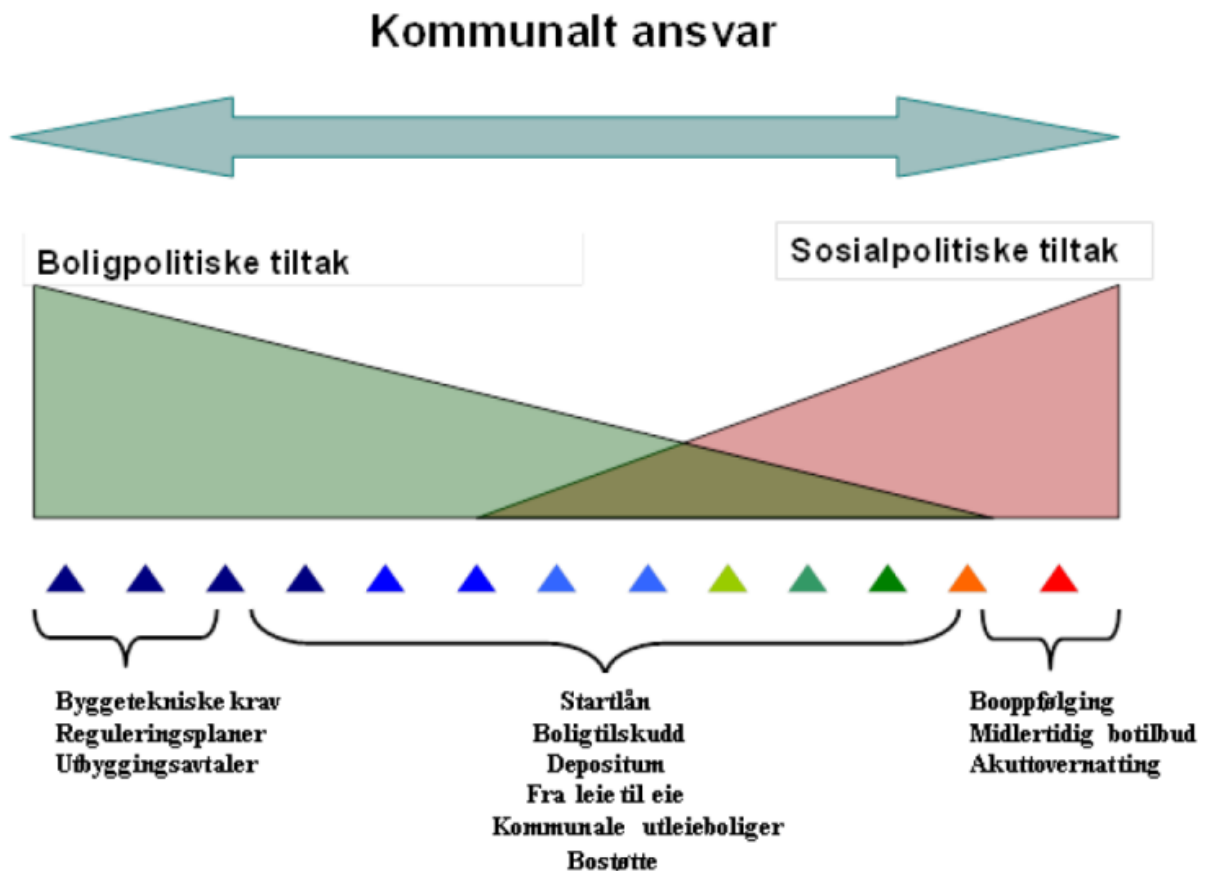 Kommunalt ansvar
Boligpolitiske tiltak
Sosialpolitiske tiltak
Byggetekniske krav
Reguleringsplaner
Utbyggingsavtaler
Startlån
Boligtilskudd
Depositum
Fra leie til eie
Kommunale utleieboliger
Bostøtte
Booppfølging
Midlertidig botilbud
Akuttovernatting